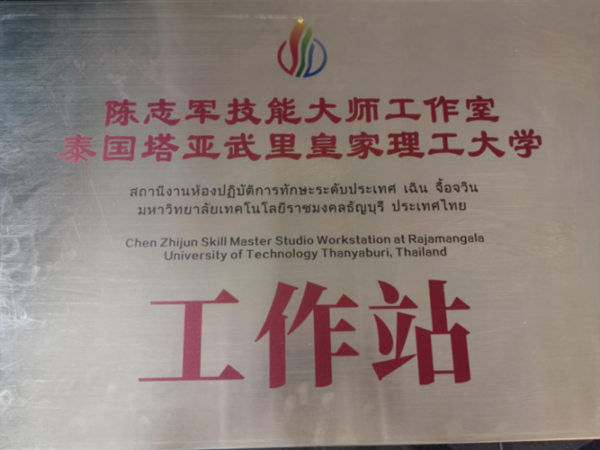 陈志军技能大师工作室
泰国塔亚武里皇家理工大学
สถานีงานห้องปฏิบัติการทักษะระดับประเทศ เฉิน จื้อจวิน
มหาวิทยาลัยเทคโนโลยีราชมงคลธัญบุรี ประเทศไทย
Chen Zhijun Skill Master Studio Workstation at Rajamangala
University of Technology Thanyaburi, Thailand
工作站